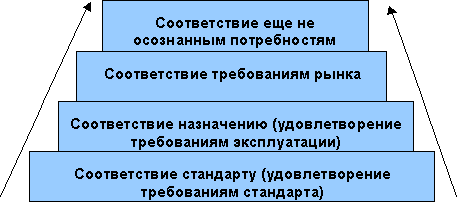 Соответствие еще не
осознанным потребностям
Соответствие требованиям рынка
Соответствие назначению (удовлетворение
требованиям эксплуатации)
Соответствие стандарту (удовлетворение
требованиям стандарта)